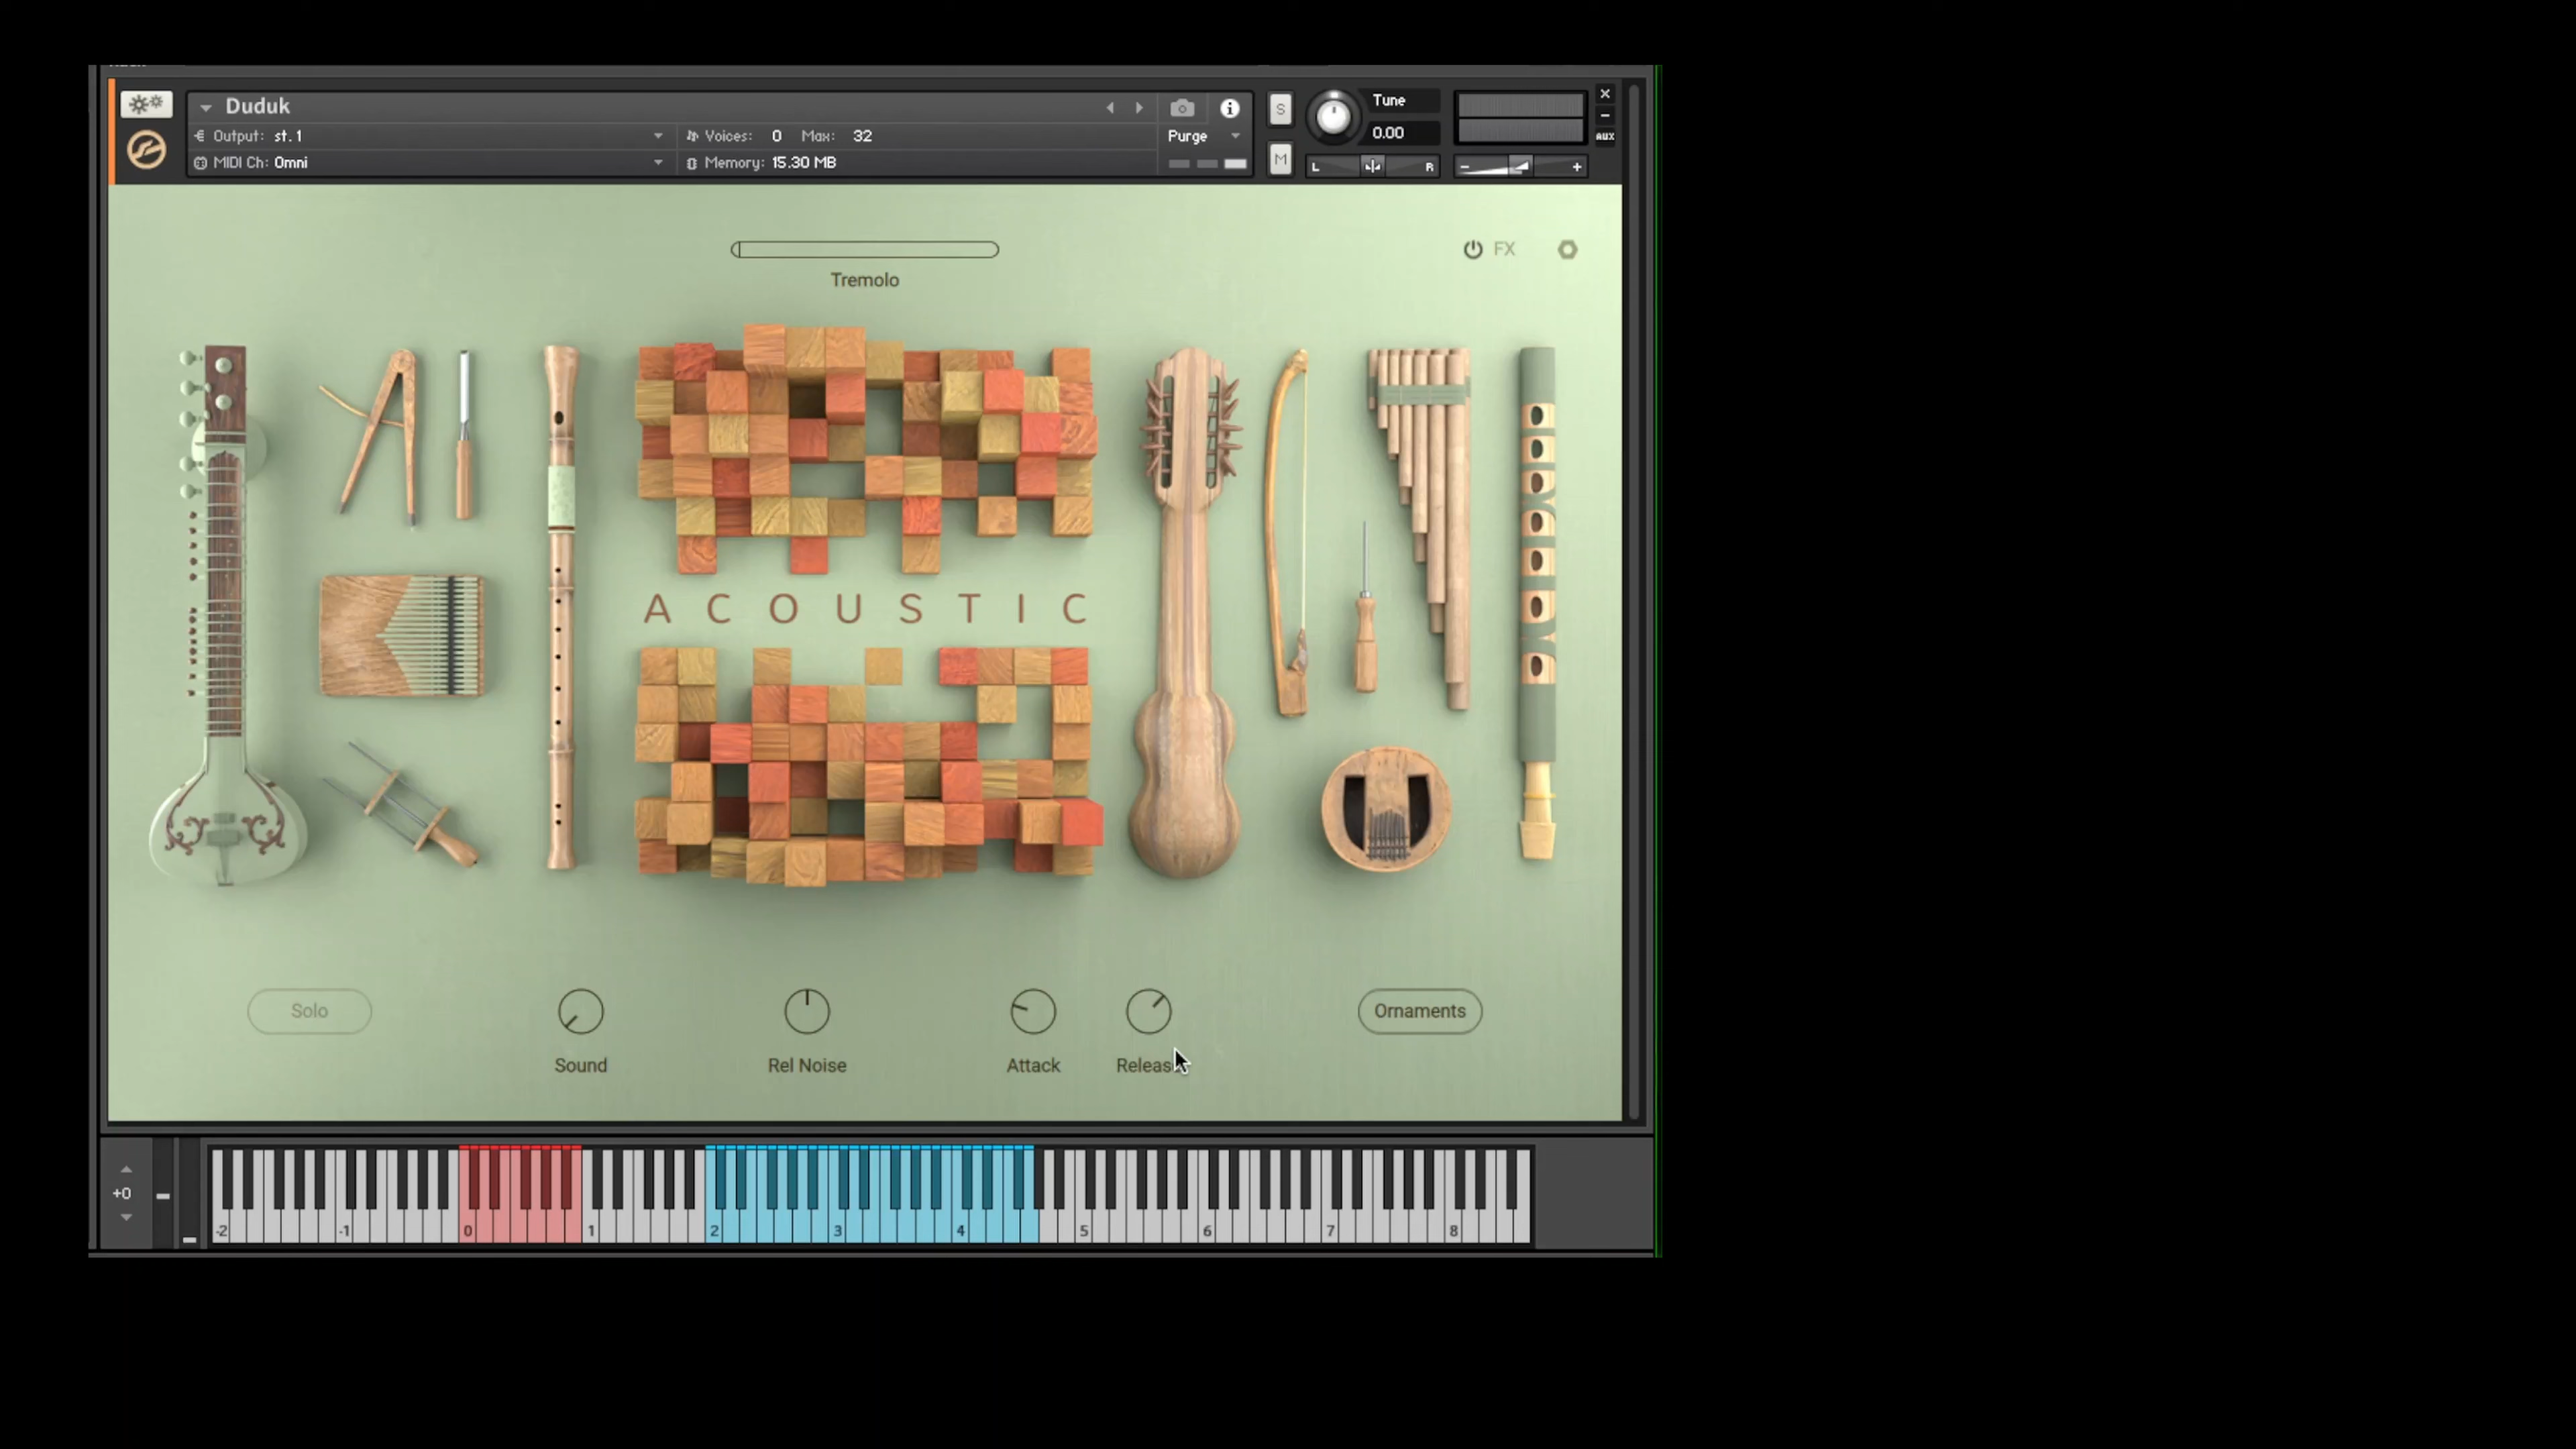 Duduk
Output: st.1
Voices: 0 Max: 32
Purge
MIDI Ch: Omni
Memory: 15.30 MB
S
M
Tune
0.00
L R
- +
AUX
Tremolo
FX
ACOUSTIC
Solo
Sound
Rel Noise
Attack
Releas
Ornaments
+0
-2 -1 0 1 2 3 4 5 6 7 8